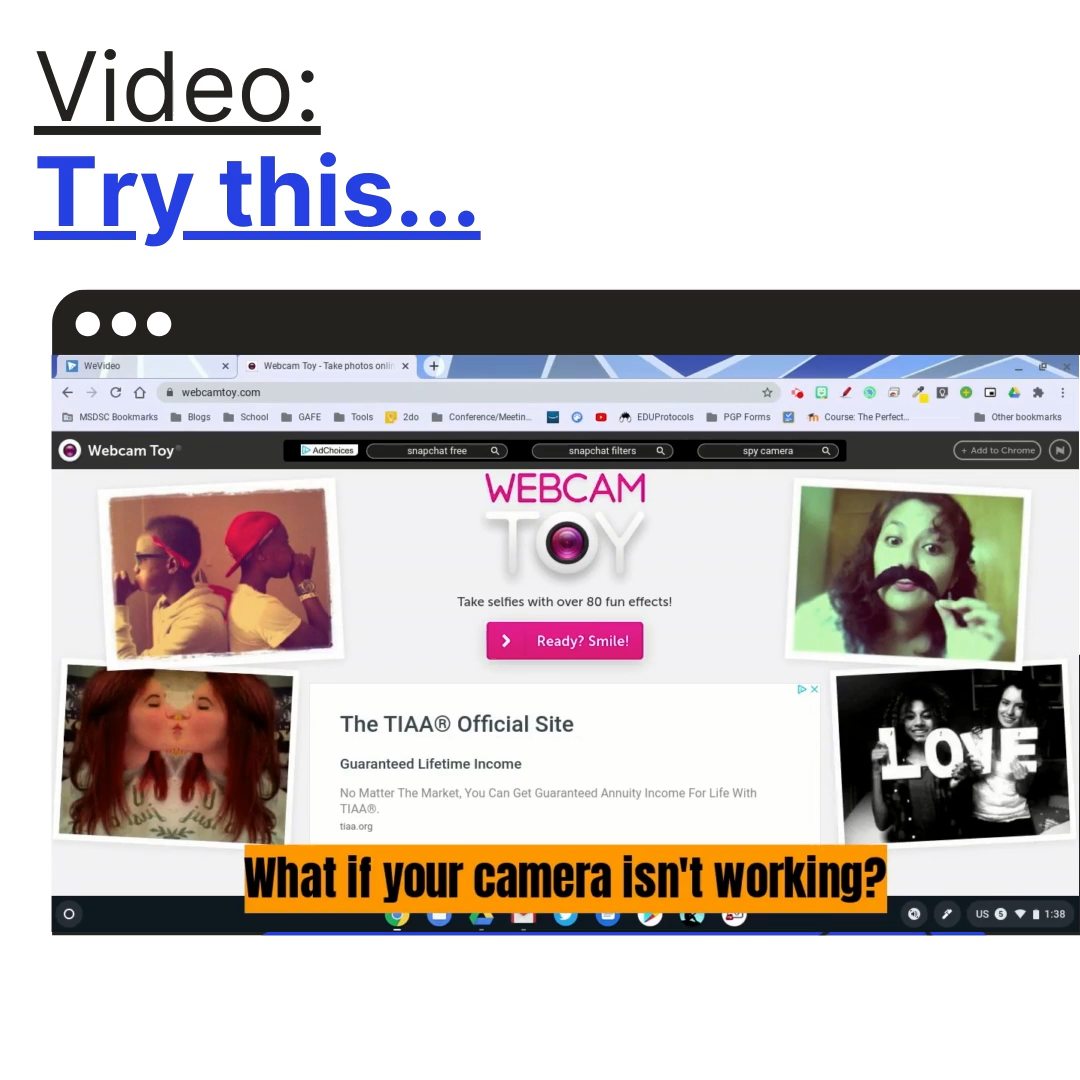 Video:
Try this...
WeVideo
Webcam Toy - Take photos onlin
webcamtoy.com
MSDSC Bookmarks Blogs School GAFE Tools 2do Conference/Meetin... EDUProtocols PGP Forms Course: The Perfect... Other bookmarks
Webcam Toy AdChoices snapchat free snapchat filters spy camera + Add to Chrome
WEBCAM
TOY
Take selfies with over 80 fun effects!
Ready? Smile!
LOVE
The TIAA® Official Site
Guaranteed Lifetime Income
No Matter The Market, You Can Get Guaranteed Annuity Income For Life With
TIAA®.
tiaa.org
What if your camera isn't working?
US 5 1:38